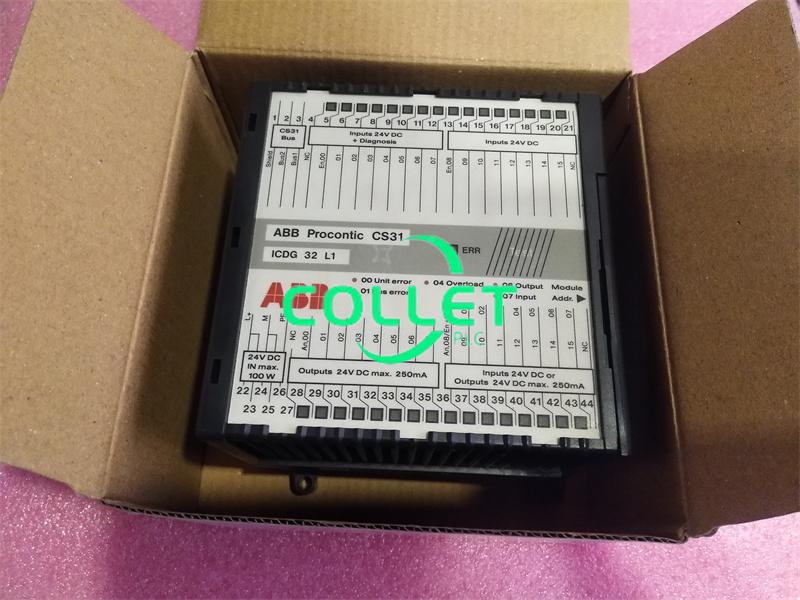 1 2 3 4 5 6 7 8 9 10 11 12 13 14 15 16 17 18 19 20 21
CS31
Bus
Inputs 24V DC
+ Diagnosis
Inputs 24V DC
Shield Bus2 Bus1 NC En,00 01 02 03 04 05 06 07 En,08 09 10 11 12 13 14 15 NC
ABB Procontic CS31
ERR
Test
ICDG 32 L1
ABB
00 Unit error 04 Overload 06 Output Module
01 Bus error 07 Input Addr.
COLLET
PLC
L+ M PE NC An,00 01 02 03 04 05 06
An,08/En 09 10 11 12 13 14 15 NC
02 04 05 06 07
24V DC
IN max.
100 W
Outputs 24V DC max. 250mA
Inputs 24V DC or
Outputs 24V DC max. 250mA
22 24 26 28 29 30 31 32 33 34 35 36 37 38 39 40 41 42 43 44
23 25 27